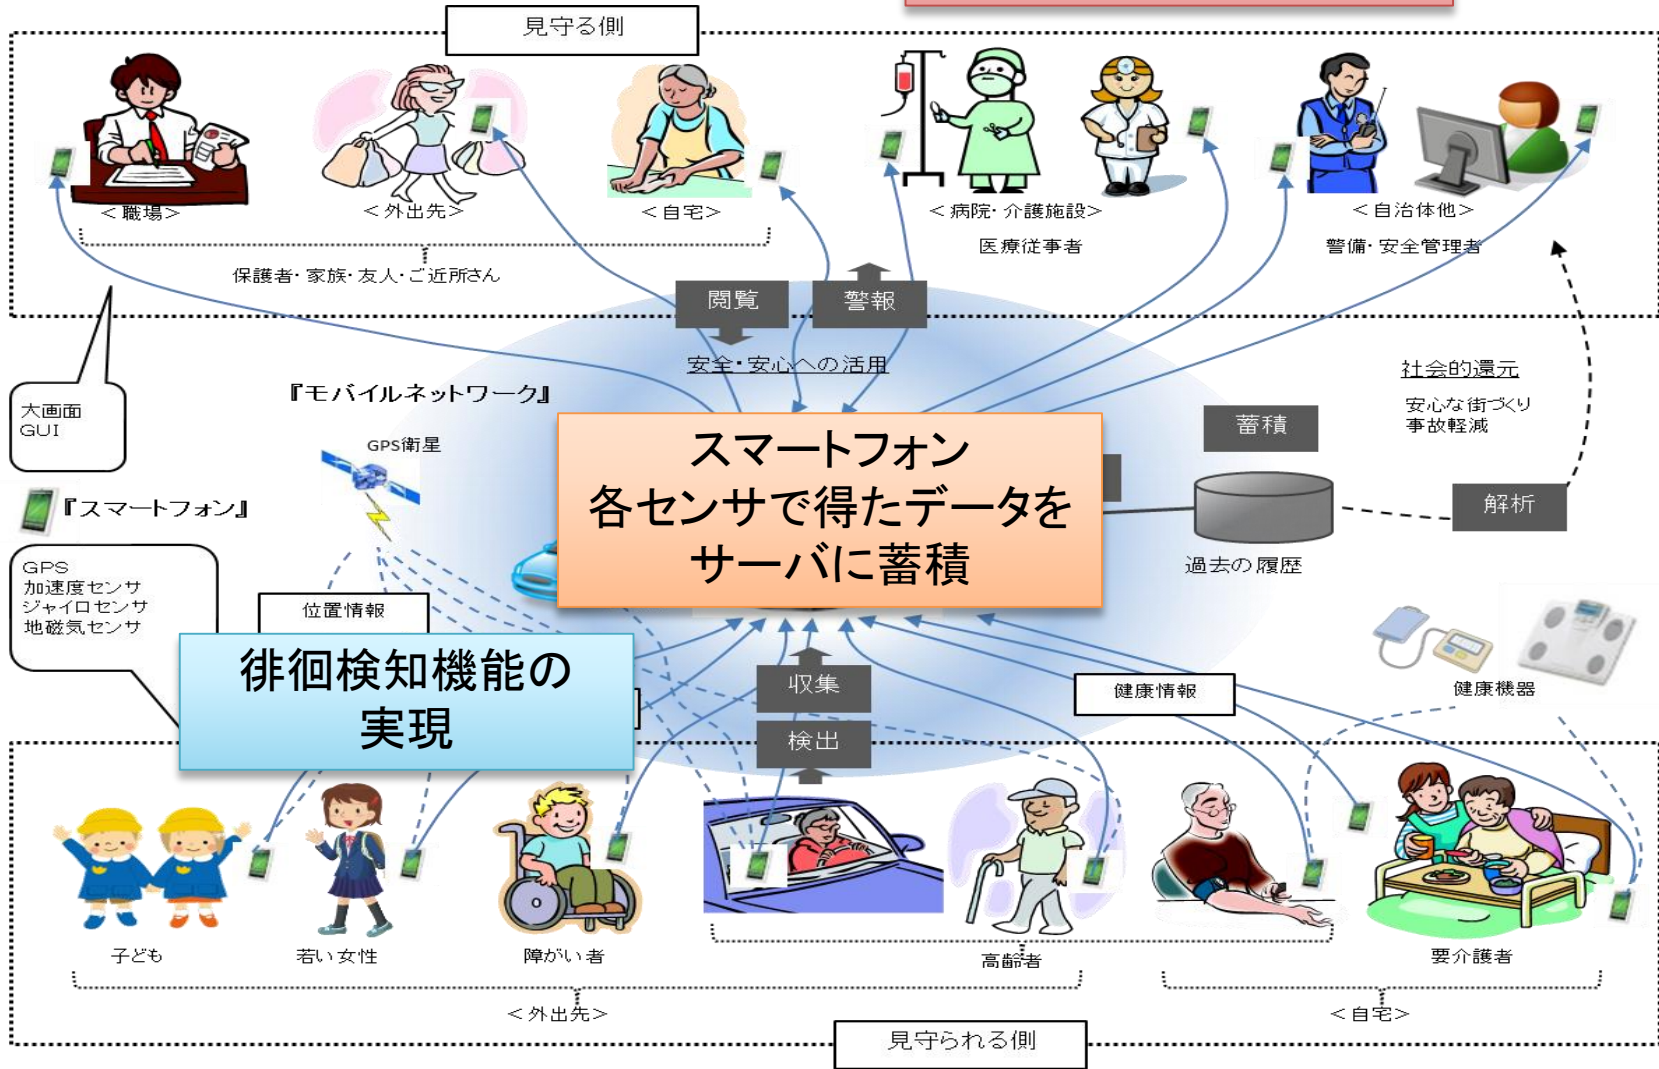 見守る側
＜職場＞
＜外出先＞
＜自宅＞
＜病院・介護施設＞
＜自治体他＞
医療従事者
警備・安全管理者
保護者・家族・友人・ご近所さん
閲覧
警報
安全・安心への活用
社会的還元
安心な街づくり
事故軽減
大画面
GUI
『モバイルネットワーク』
GPS衛星
スマートフォン
各センサで得たデータを
サーバに蓄積
蓄積
解析
過去の履歴
『スマートフォン』
GPS
加速度センサ
ジャイロセンサ
地磁気センサ
位置情報
徘徊検知機能の
実現
収集
検出
健康情報
健康機器
子ども
若い女性
障がい者
高齢者
要介護者
＜外出先＞
＜自宅＞
見守られる側